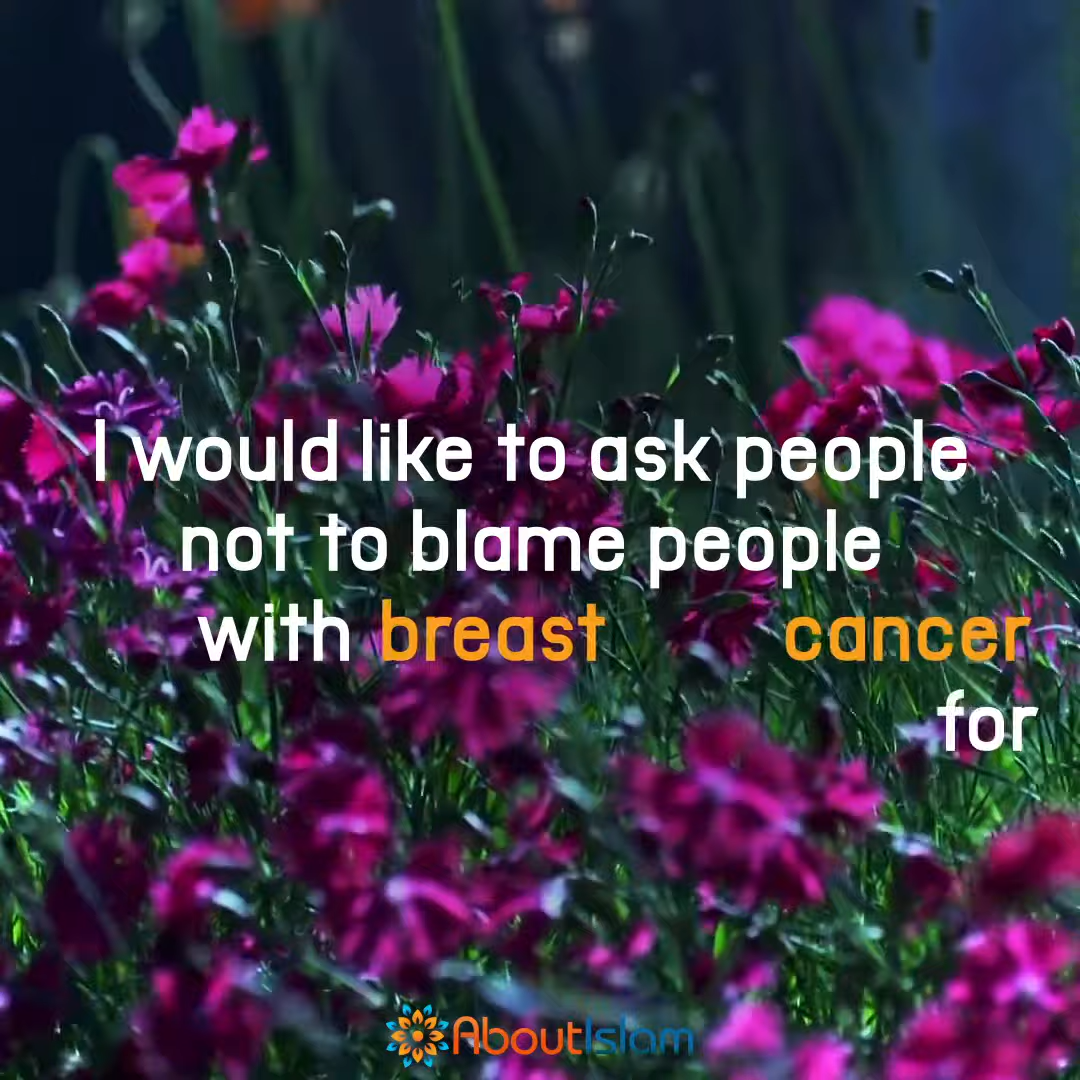 I would like to ask people
not to blame people
with breast cancer
for
AboutIslam